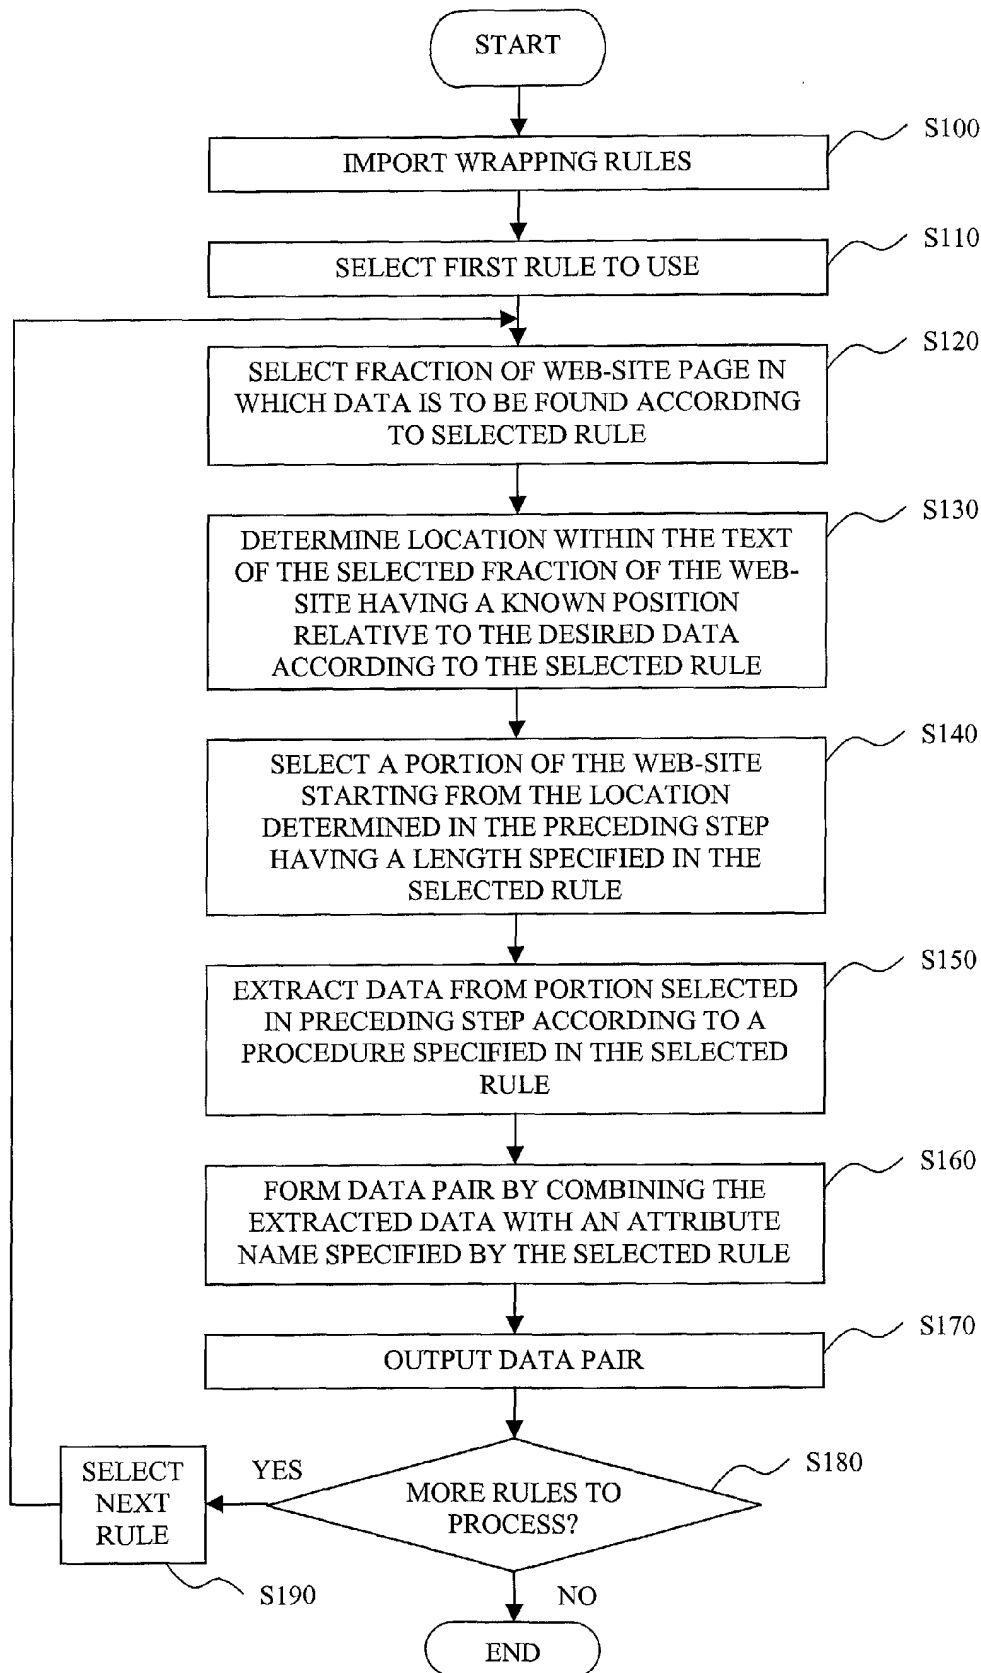 START
S100
IMPORT WRAPPING RULES
S110
SELECT FIRST RULE TO USE
S120
SELECT FRACTION OF WEB-SITE PAGE IN
WHICH DATA IS TO BE FOUND ACCORDING
TO SELECTED RULE
S130
DETERMINE LOCATION WITHIN THE TEXT
OF THE SELECTED FRACTION OF THE WEB-
SITE HAVING A KNOWN POSITION
RELATIVE TO THE DESIRED DATA
ACCORDING TO THE SELECTED RULE
S140
SELECT A PORTION OF THE WEB-SITE
STARTING FROM THE LOCATION
DETERMINED IN THE PRECEDING STEP
HAVING A LENGTH SPECIFIED IN THE
SELECTED RULE
S150
EXTRACT DATA FROM PORTION SELECTED
IN PRECEDING STEP ACCORDING TO A
PROCEDURE SPECIFIED IN THE SELECTED
RULE
S160
FORM DATA PAIR BY COMBINING THE
EXTRACTED DATA WITH AN ATTRIBUTE
NAME SPECIFIED BY THE SELECTED RULE
S170
OUTPUT DATA PAIR
S180
MORE RULES TO
PROCESS?
YES
SELECT
NEXT
RULE
S190
NO
END